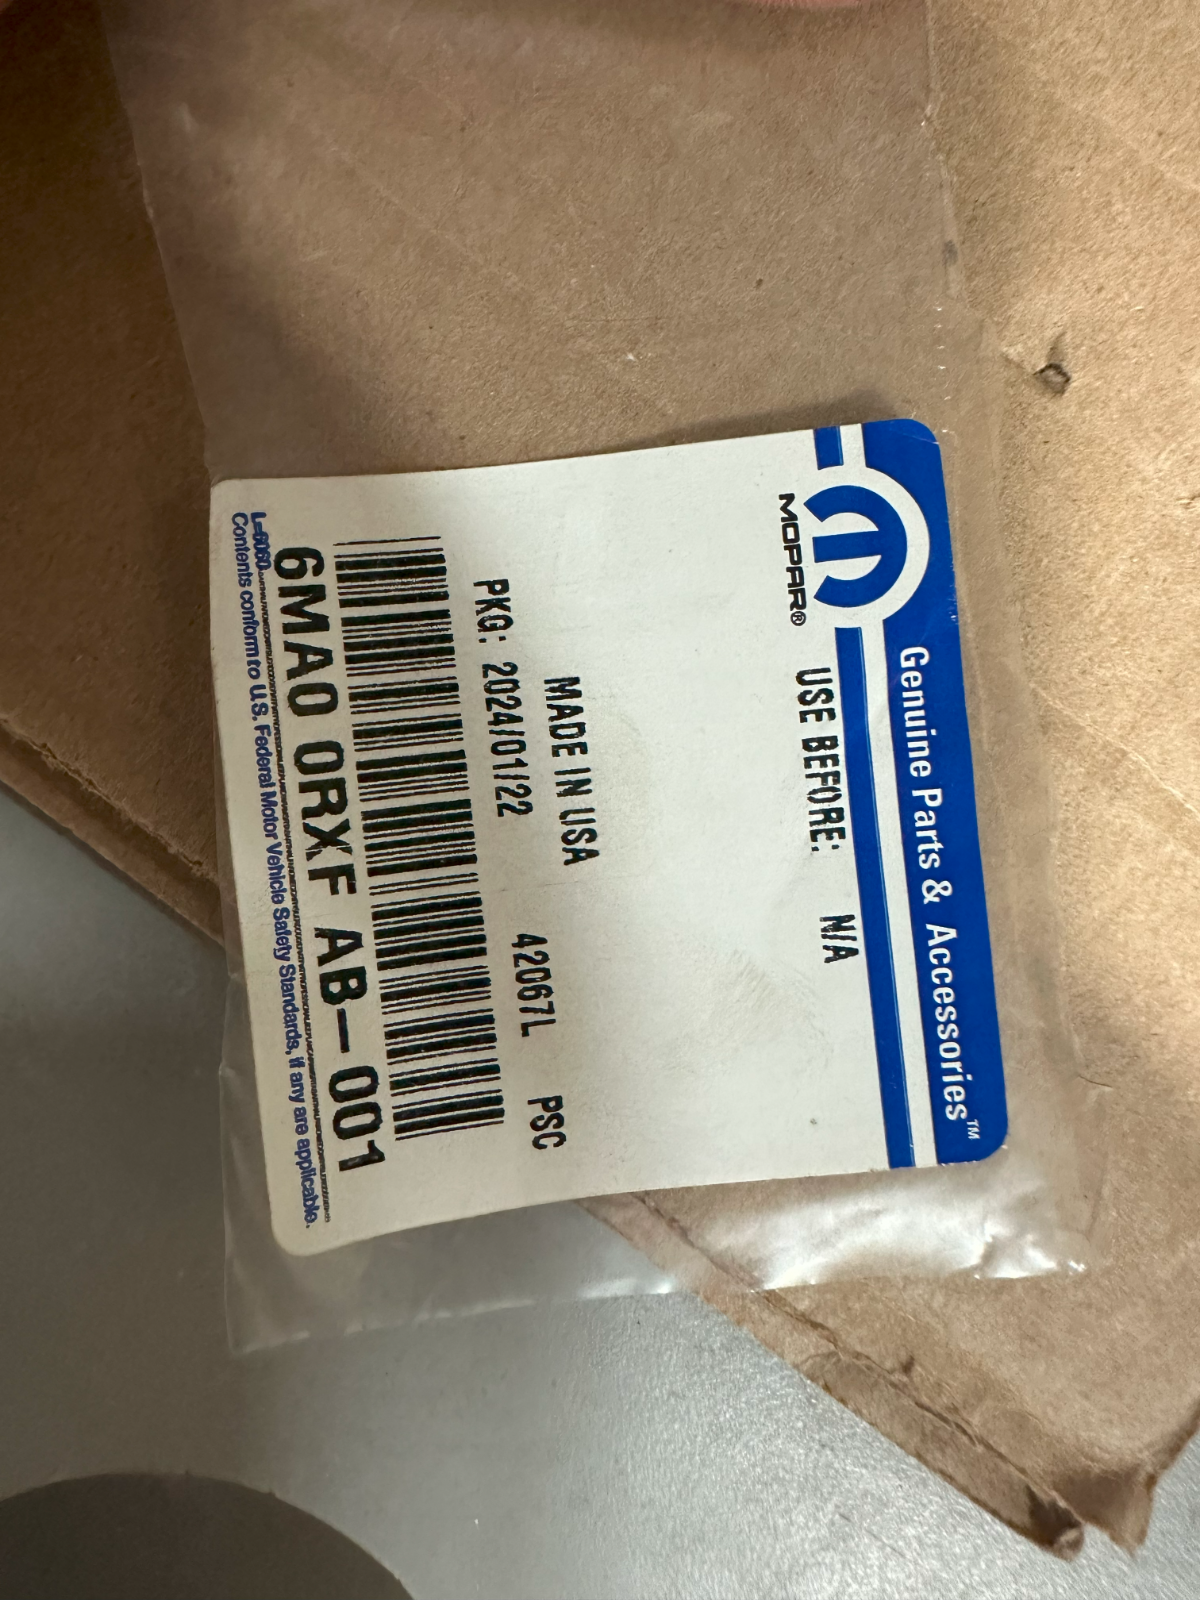 Genuine Parts & Accessories™
MOPAR®
USE BEFORE: N/A
MADE IN USA
PKG: 2024/01/22 42067L PSC
6MA0 0RXF AB-001
L-6060
Contents conform to U.S. Federal Motor Vehicle Safety Standards, if any are applicable.